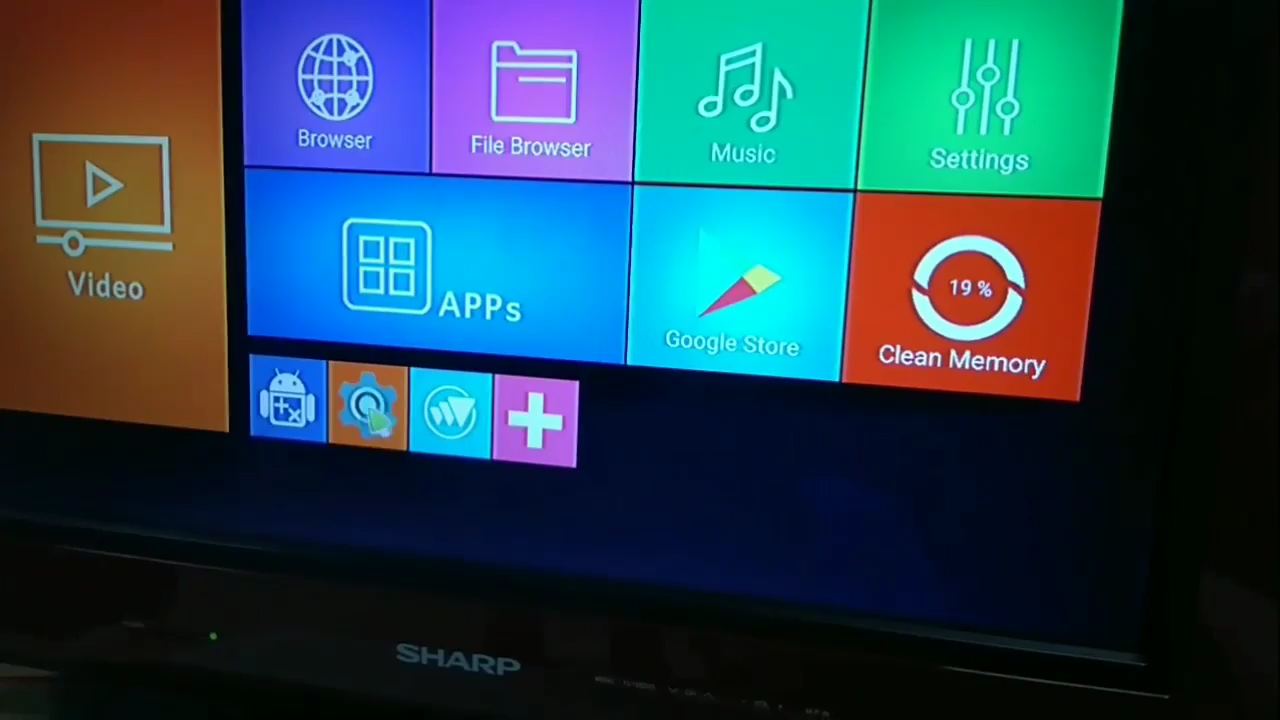 Browser
File Browser
Music
Settings
Video
APPs
Google Store
19 %
Clean Memory
SHARP